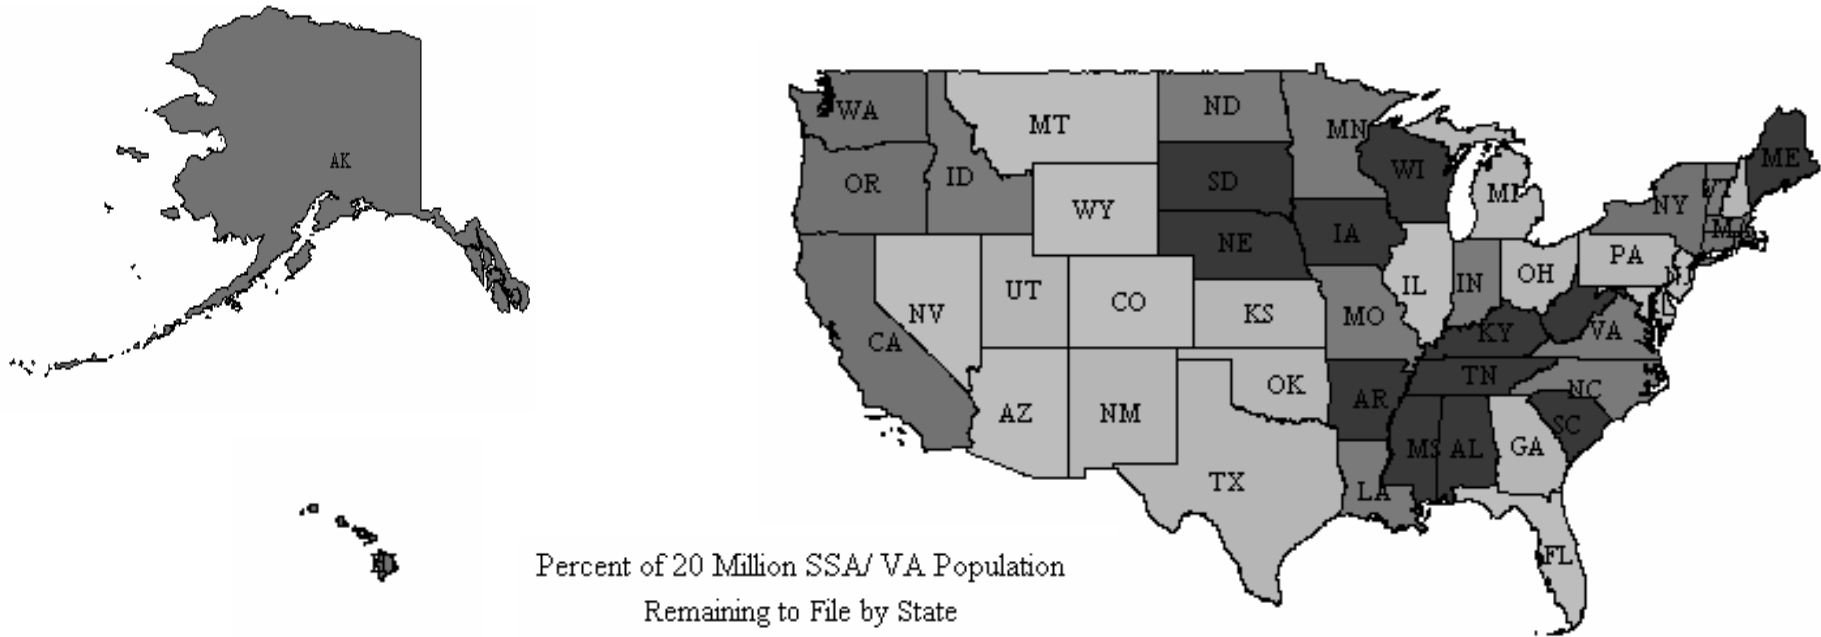 AK
WA
OR
ID
MT
WY
ND
SD
NE
MN
IA
WI
MI
CA
NV
UT
CO
KS
MO
IL
IN
OH
PA
NY
VT
ME
MA
NJ
KY
VA
AZ
NM
OK
AR
TN
NC
TX
LA
MS
AL
GA
SC
FL
Percent of 20 Million SSA/ VA Population
Remaining to File by State